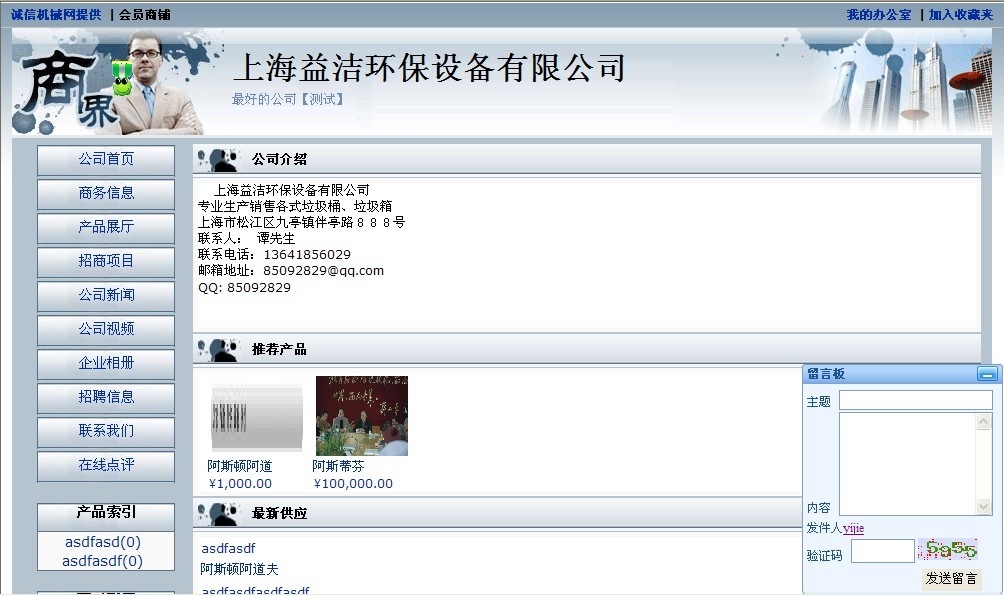 诚信机械网提供 | 会员商铺
我的办公室 | 加入收藏夹
商界
上海益洁环保设备有限公司
最好的公司【测试】
公司首页
商务信息
产品展厅
招商项目
公司新闻
公司视频
企业相册
招聘信息
联系我们
在线点评
产品索引
asdfasd(0)
asdfasdf(0)
公司介绍
上海益洁环保设备有限公司
专业生产销售各式垃圾桶、垃圾箱
上海市松江区九亭镇伴亭路８８８号
联系人： 谭先生
联系电话：13641856029
邮箱地址：85092829@qq.com
QQ: 85092829
推荐产品
阿斯顿阿道
¥1,000.00
阿斯蒂芬
¥100,000.00
最新供应
asdfasdf
阿斯顿阿道夫
asdfasdfasdfasdf
留言板
主题
内容
发件人yijie
验证码
5955
发送留言